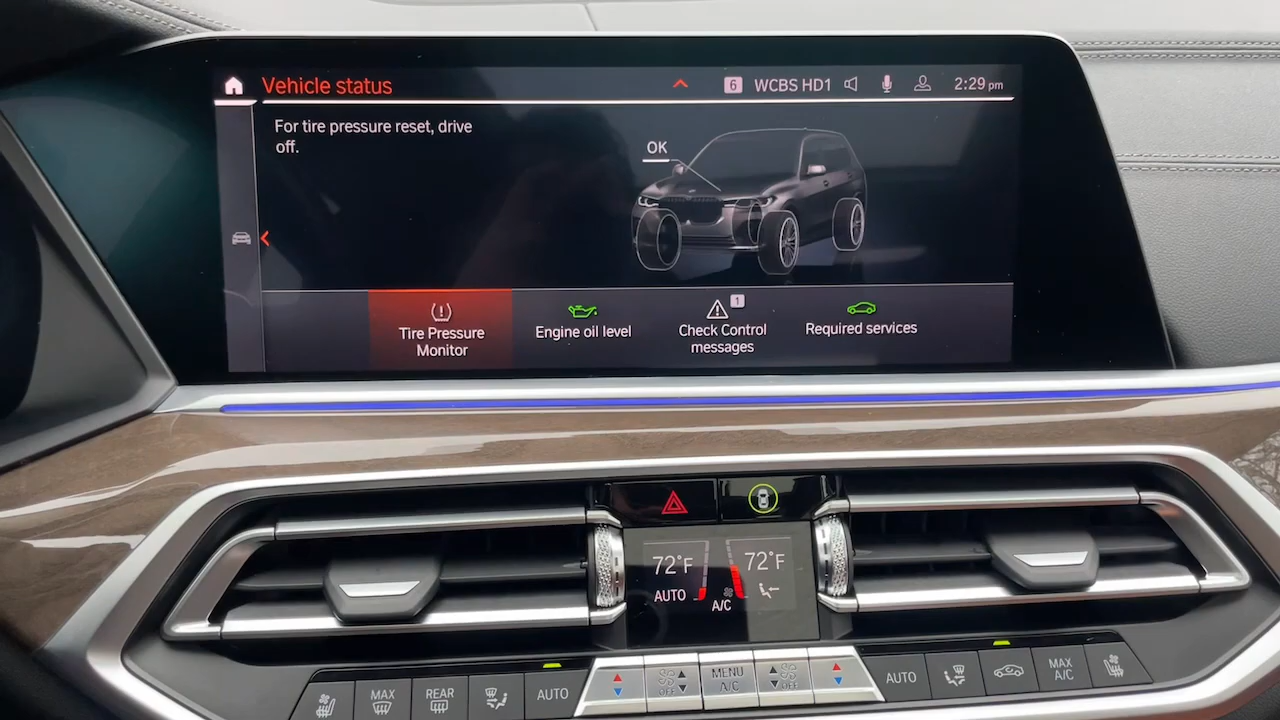 Vehicle status
6 WCBS HD1 2:29 pm
For tire pressure reset, drive
off.
OK
Tire Pressure
Monitor
Engine oil level
1
Check Control
messages
Required services
72°F
AUTO
A/C
72°F
MAX
REAR
AUTO
OFF
MENU
A/C
OFF
AUTO
MAX
A/C